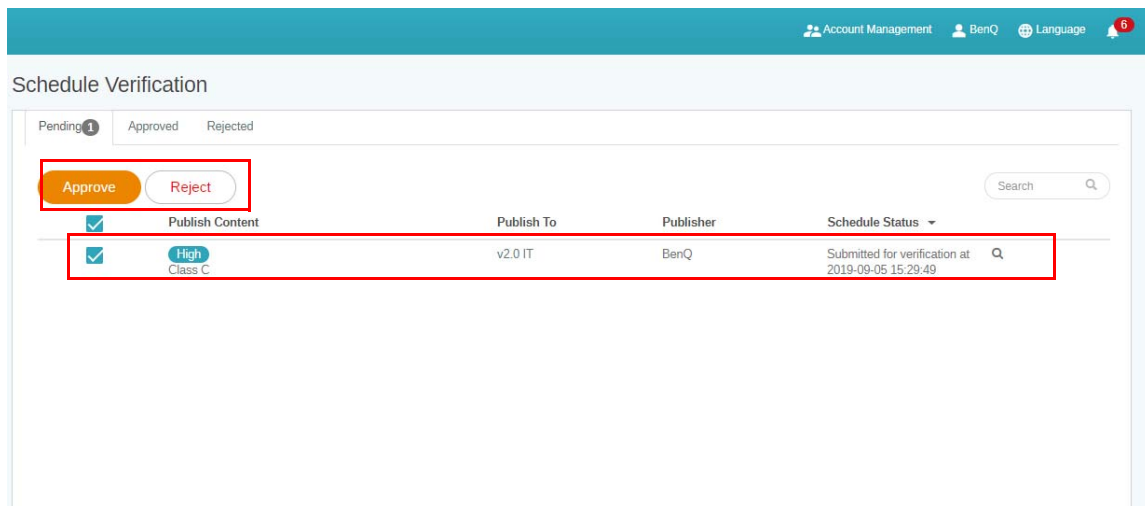 Account Management BenQ Language 6
Schedule Verification
Pending 1 Approved Rejected
Approve Reject Search
Publish Content Publish To Publisher Schedule Status
High v2.0 IT BenQ Submitted for verification at
Class C 2019-09-05 15:29:49